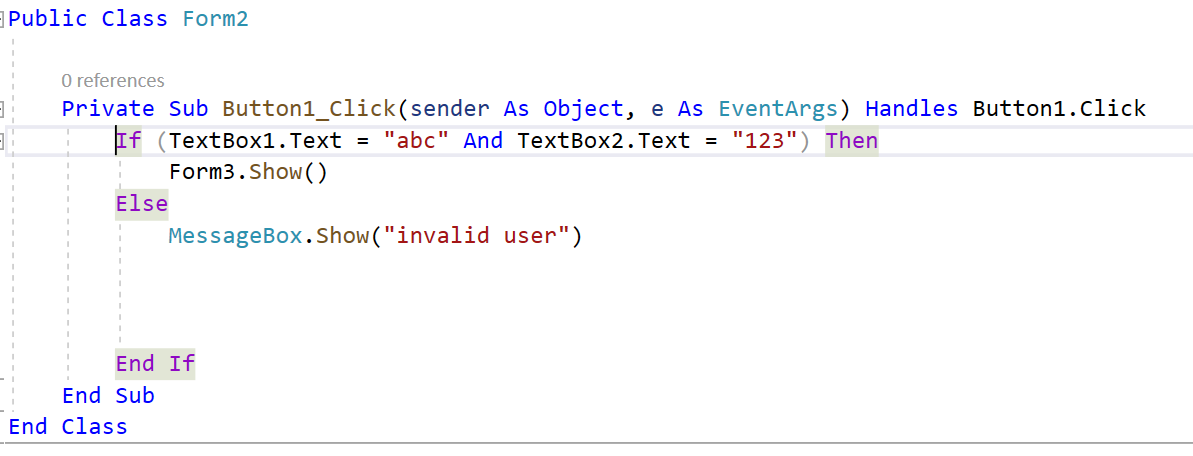 Public Class Form2
0 references
Private Sub Button1_Click(sender As Object, e As EventArgs) Handles Button1.Click
If (TextBox1.Text = "abc" And TextBox2.Text = "123") Then
Form3.Show()
Else
MessageBox.Show("invalid user")
End If
End Sub
End Class